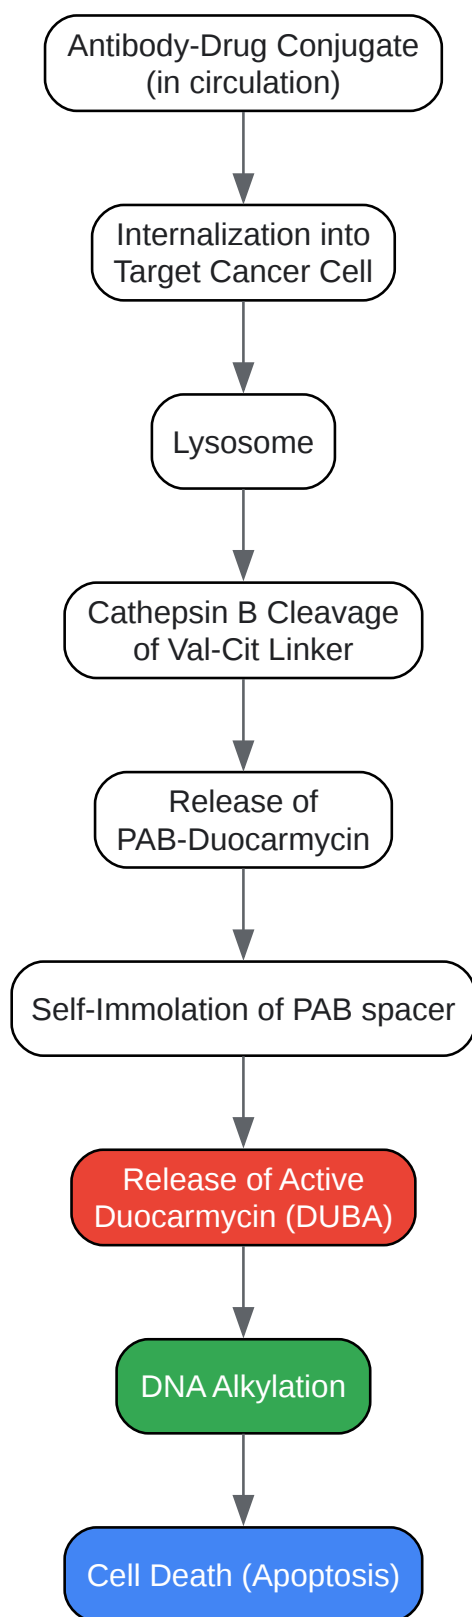 Antibody-Drug Conjugate
(in circulation)
Internalization into
Target Cancer Cell
Lysosome
Cathepsin B Cleavage
of Val-Cit Linker
Release of
PAB-Duocarmycin
Self-Immolation of PAB spacer
Release of Active
Duocarmycin (DUBA)
DNA Alkylation
Cell Death (Apoptosis)